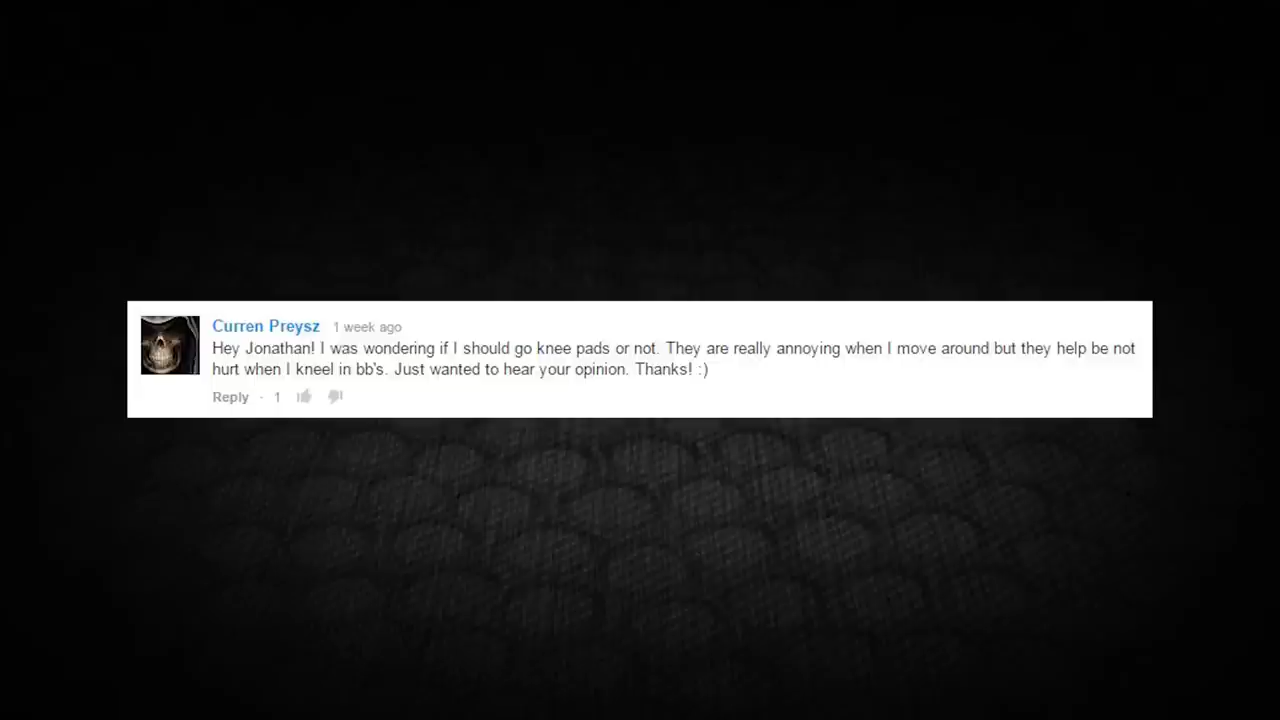 Curren Preysz 1 week ago
Hey Jonathan! I was wondering if I should go knee pads or not. They are really annoying when I move around but they help be not
hurt when I kneel in bb's. Just wanted to hear your opinion. Thanks! :)
Reply · 1